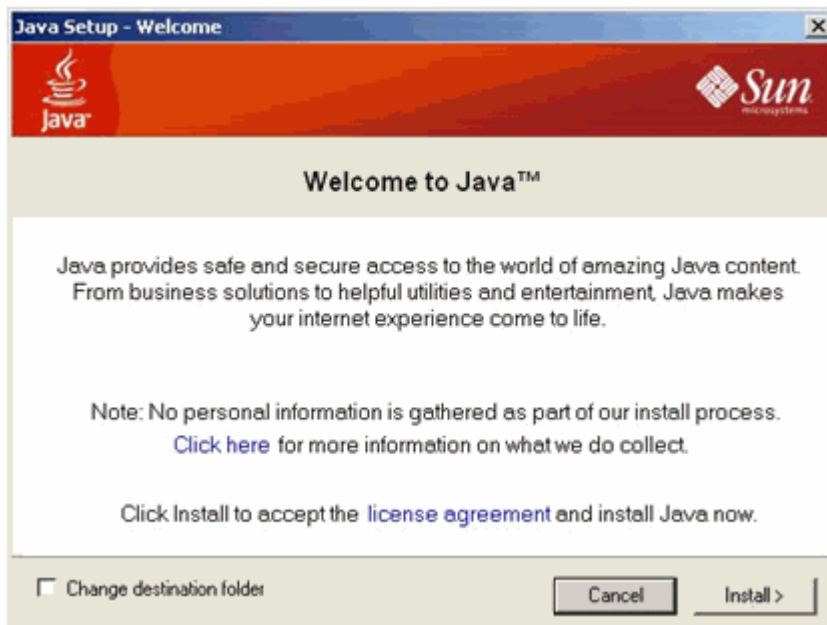 Java Setup - Welcome
Java™
Sun
microsystems
Welcome to Java™
Java provides safe and secure access to the world of amazing Java content.
From business solutions to helpful utilities and entertainment, Java makes
your internet experience come to life.
Note: No personal information is gathered as part of our install process.
Click here for more information on what we do collect.
Click Install to accept the license agreement and install Java now.
Change destination folder
Cancel
Install >